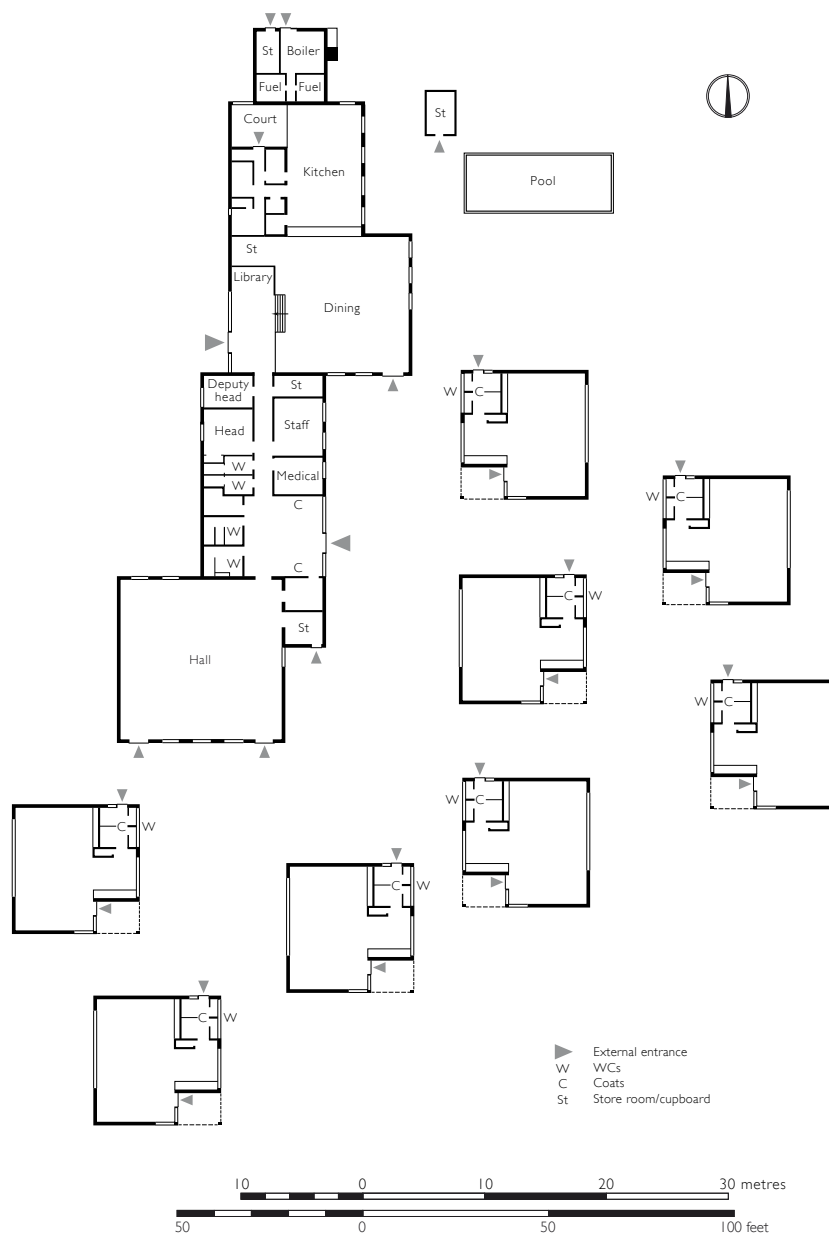 St Boiler
Fuel Fuel
Court
St
Kitchen
Pool
St
Library
Dining
Deputy
head
St
W C
Head
Staff
W
Medical
W
C
W C
W
W
C
C W
St
Hall
W C
W C
C W
C W
C W
External entrance
W WCs
C Coats
St Store room/cupboard
10 0 10 20 30 metres
50 0 50 100 feet